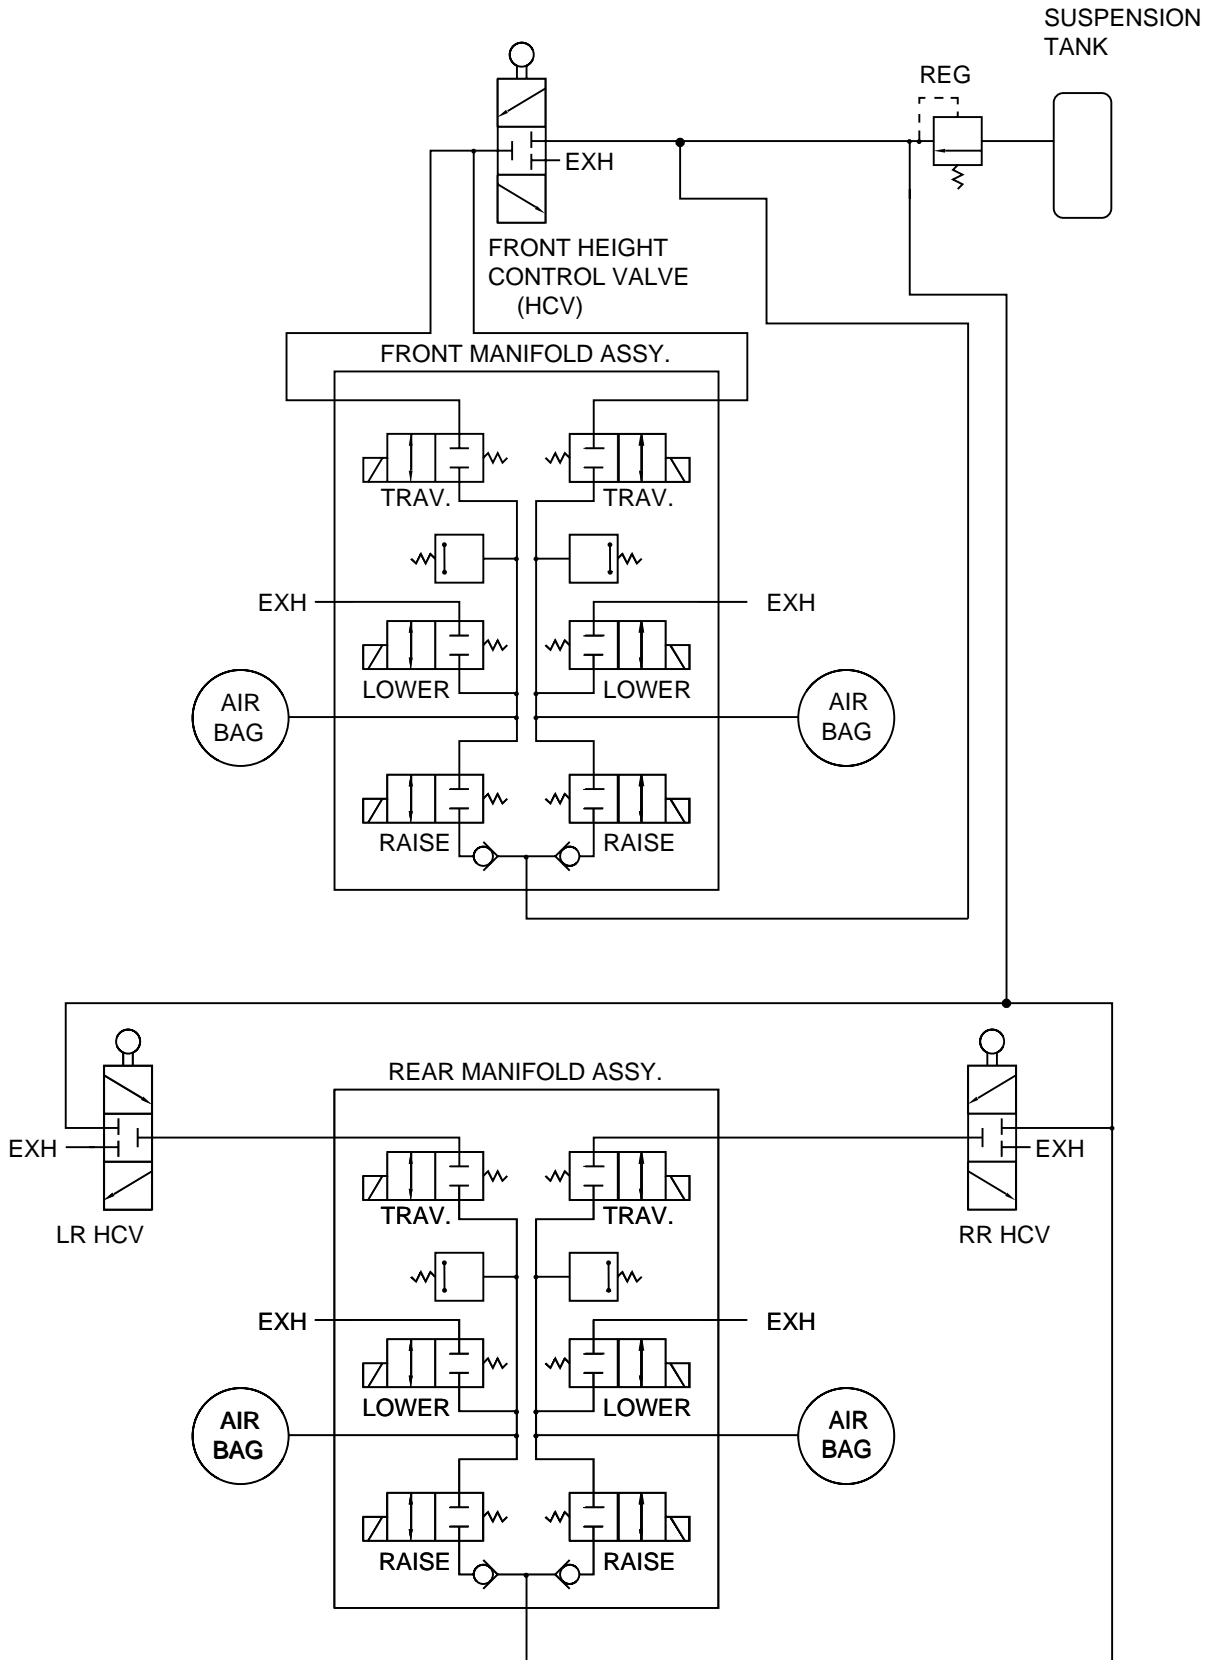 SUSPENSION
TANK
REG
EXH
FRONT HEIGHT
CONTROL VALVE
(HCV)
FRONT MANIFOLD ASSY.
TRAV.
TRAV.
EXH
EXH
LOWER
LOWER
AIR
BAG
AIR
BAG
RAISE
RAISE
REAR MANIFOLD ASSY.
EXH
EXH
TRAV.
TRAV.
LR HCV
RR HCV
EXH
EXH
LOWER
LOWER
AIR
BAG
AIR
BAG
RAISE
RAISE